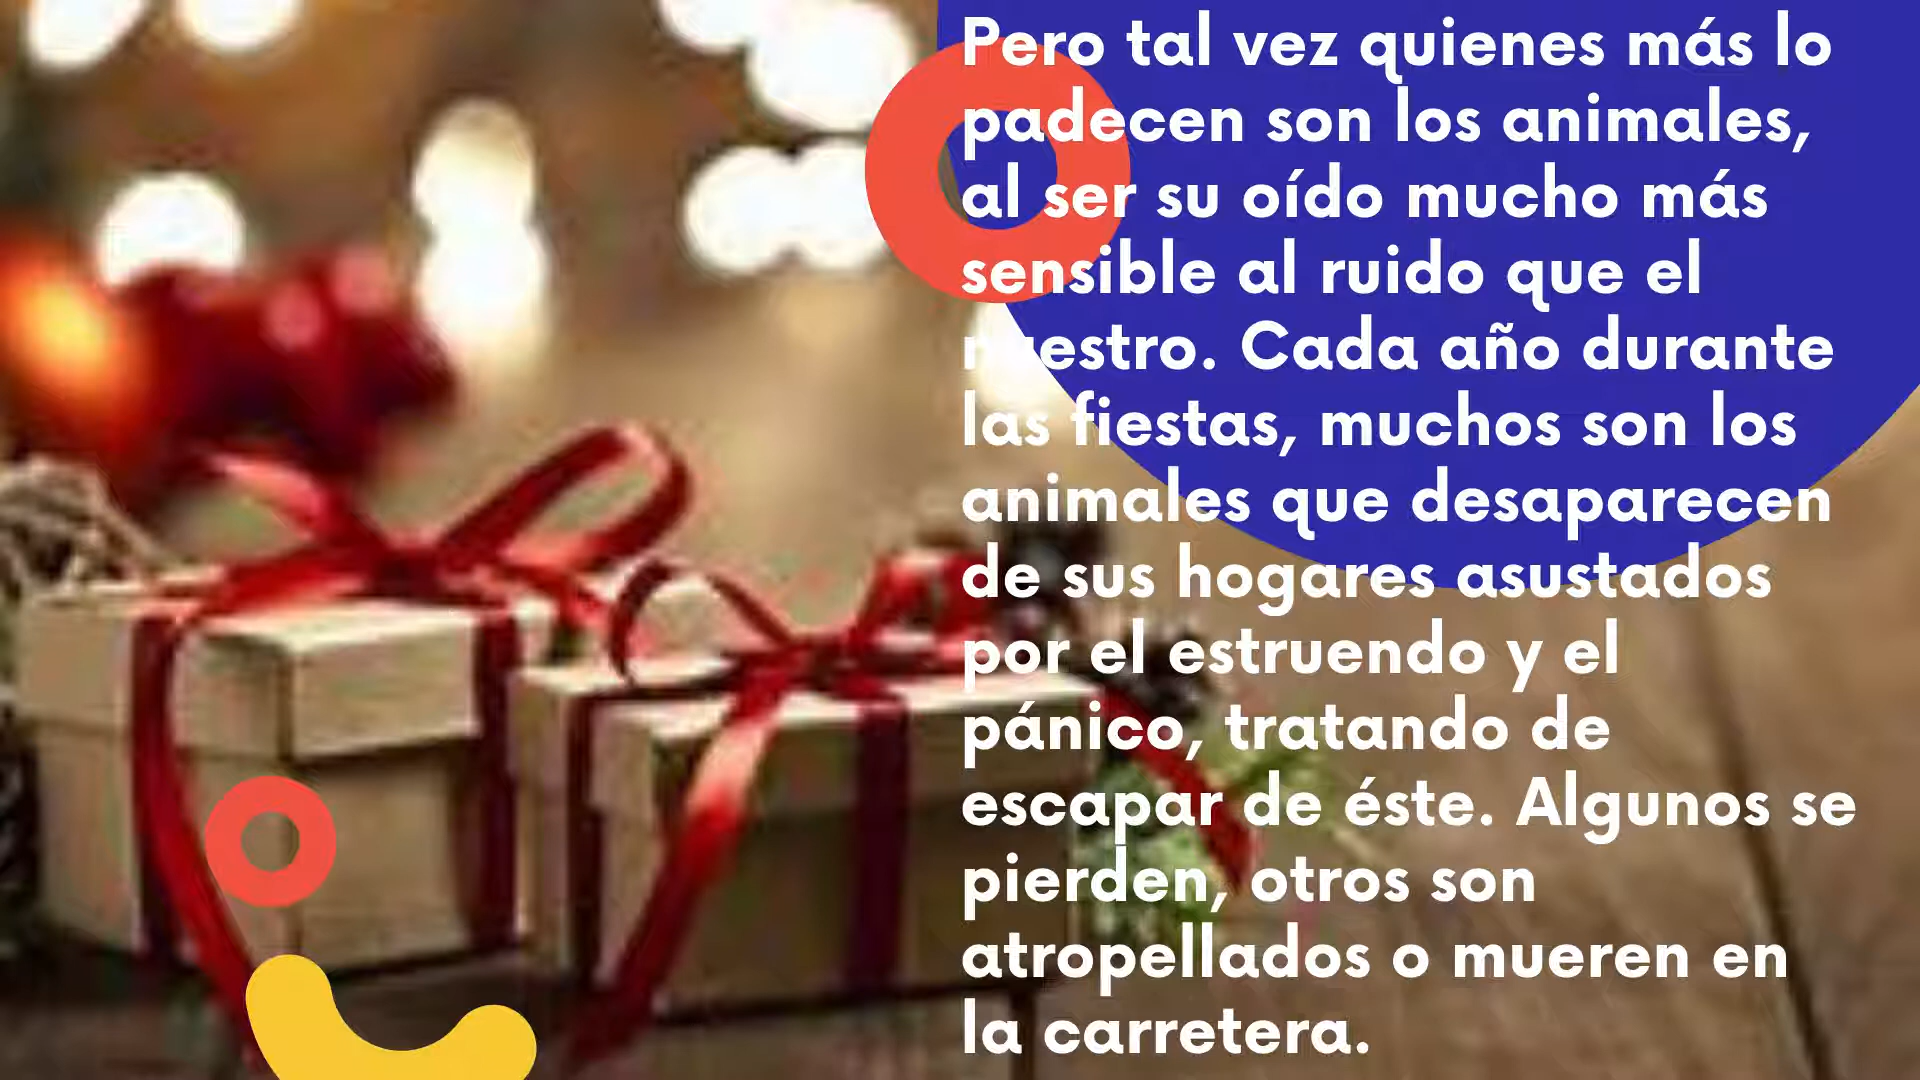 Pero tal vez quienes más lo
padecen son los animales,
al ser su oído mucho más
sensible al ruido que el
nuestro. Cada año durante
las fiestas, muchos son los
animales que desaparecen
de sus hogares asustados
por el estruendo y el
pánico, tratando de
escapar de éste. Algunos se
pierden, otros son
atropellados o mueren en
la carretera.